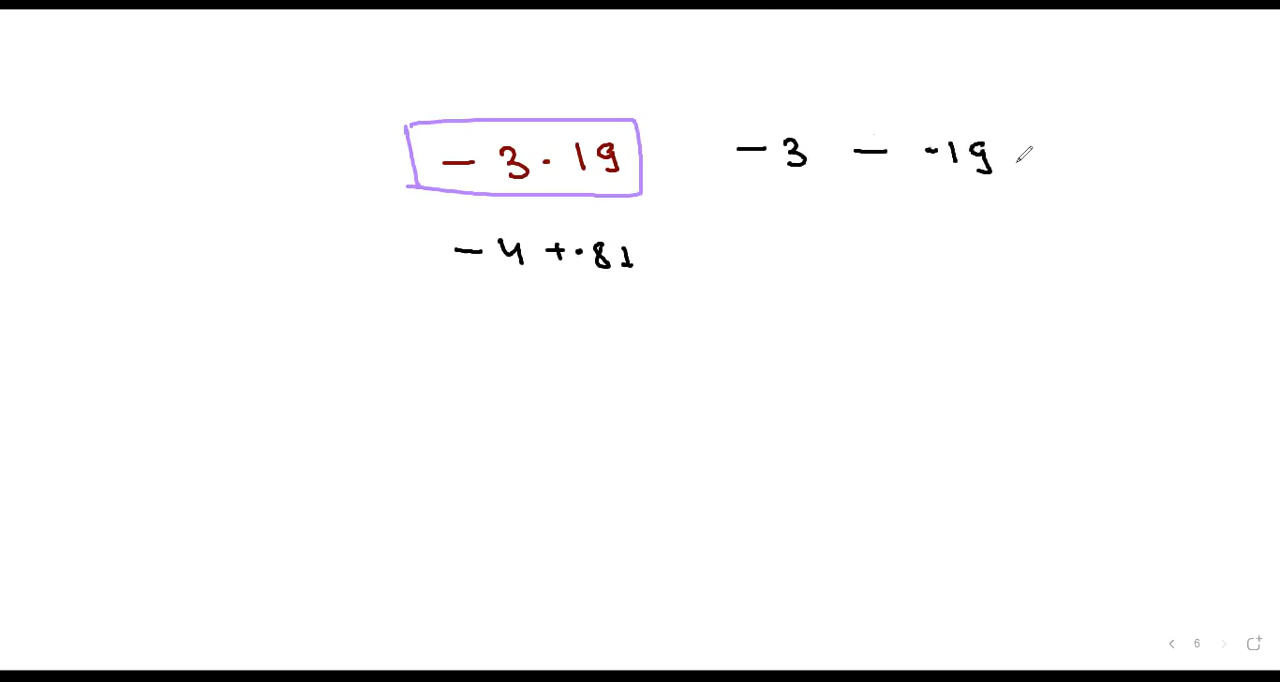 - 3.19 - 3 - .19
- 4 + .81
6